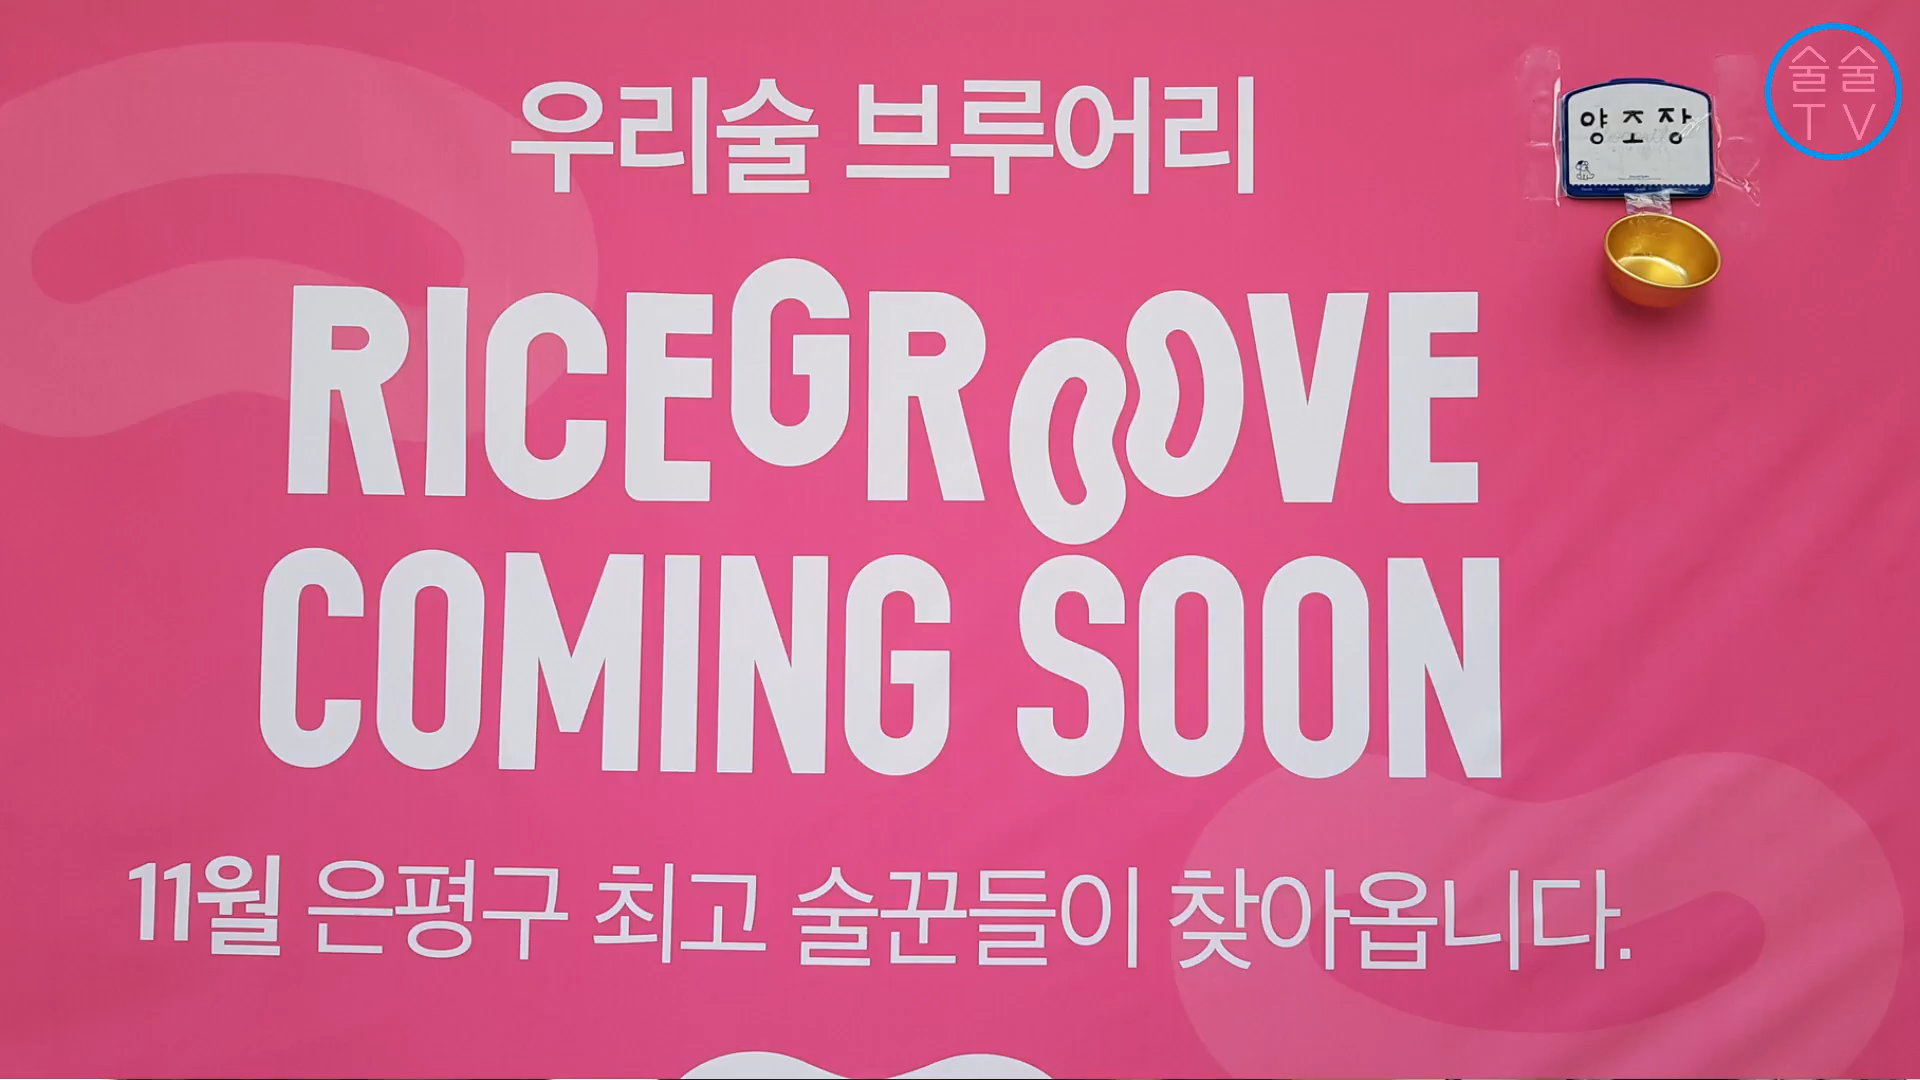 우리술 브루어리
RICEGROOVE
COMING SOON
11월 은평구 최고 술꾼들이 찾아옵니다.
양조장
술술
TV